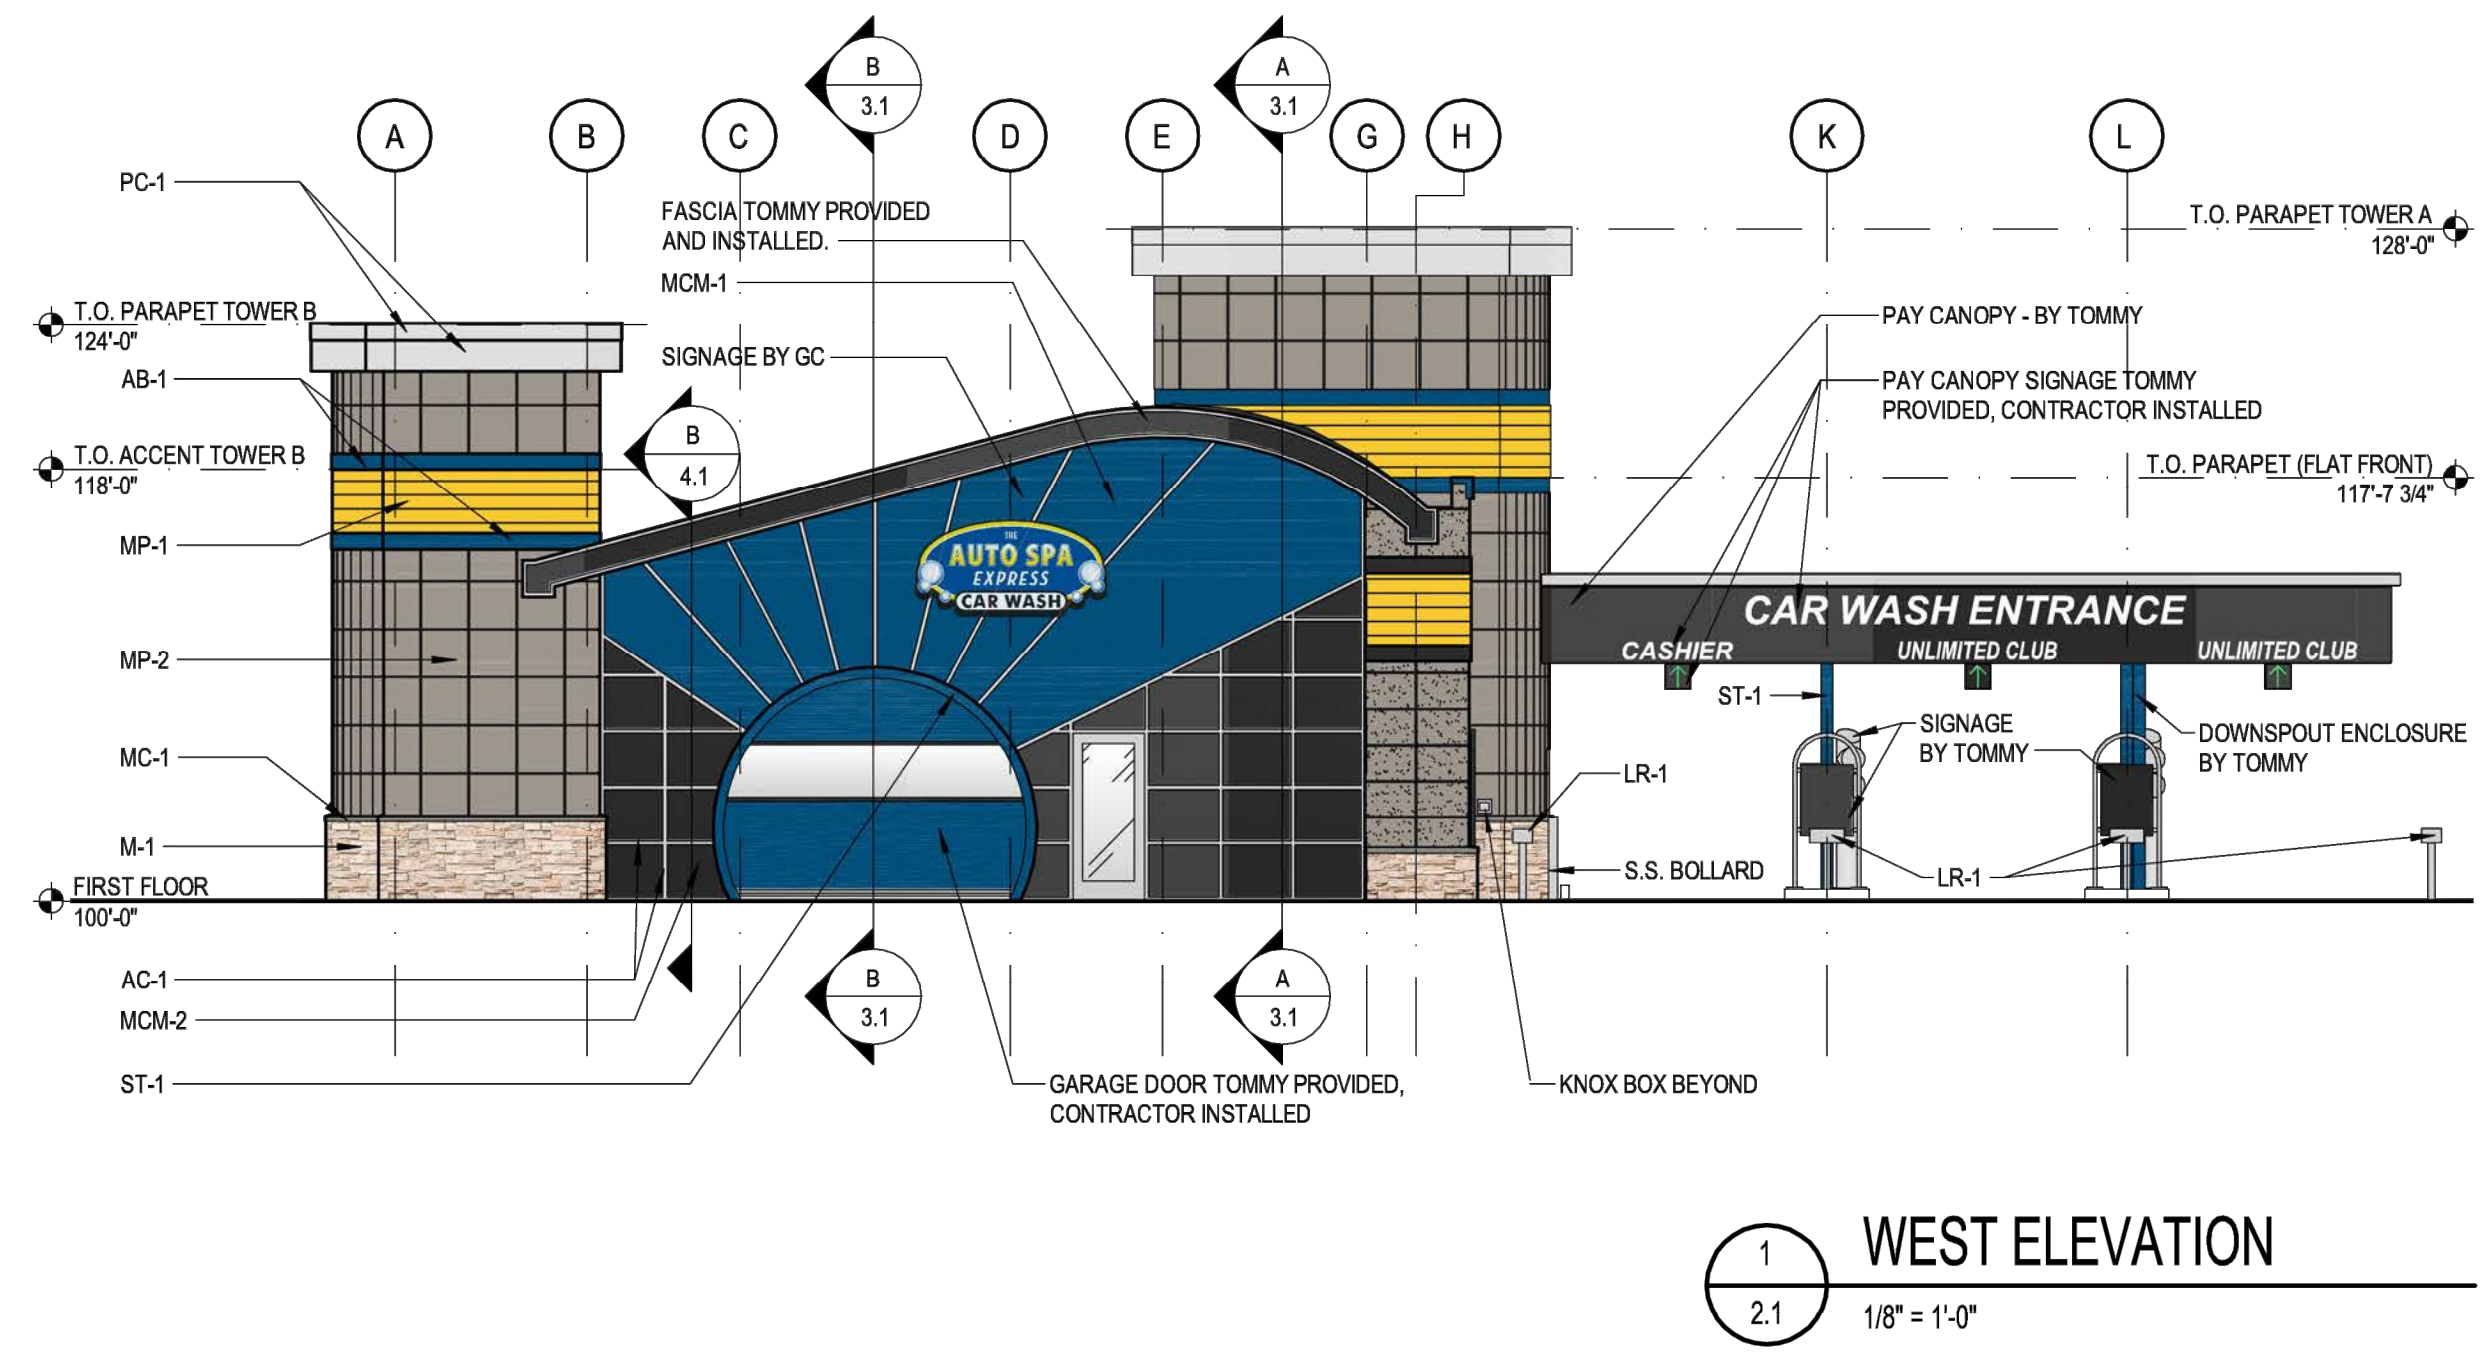 B
3.1
A
3.1
A
B
C
D
E
G
H
K
L
PC-1
FASCIA TOMMY PROVIDED
AND INSTALLED.
MCM-1
SIGNAGE BY GC
T.O. PARAPET TOWER A
128'-0"
T.O. PARAPET TOWER B
124'-0"
AB-1
T.O. ACCENT TOWER B
118'-0"
B
4.1
PAY CANOPY - BY TOMMY
PAY CANOPY SIGNAGE TOMMY
PROVIDED, CONTRACTOR INSTALLED
T.O. PARAPET (FLAT FRONT)
117'-7 3/4"
MP-1
THE
AUTO SPA
EXPRESS
CAR WASH
CAR WASH ENTRANCE
CASHIER
UNLIMITED CLUB
UNLIMITED CLUB
MP-2
ST-1
SIGNAGE
BY TOMMY
DOWNSPOUT ENCLOSURE
BY TOMMY
MC-1
LR-1
M-1
S.S. BOLLARD
LR-1
FIRST FLOOR
100'-0"
AC-1
MCM-2
B
3.1
A
3.1
ST-1
GARAGE DOOR TOMMY PROVIDED,
CONTRACTOR INSTALLED
KNOX BOX BEYOND
1
2.1
WEST ELEVATION
1/8" = 1'-0"